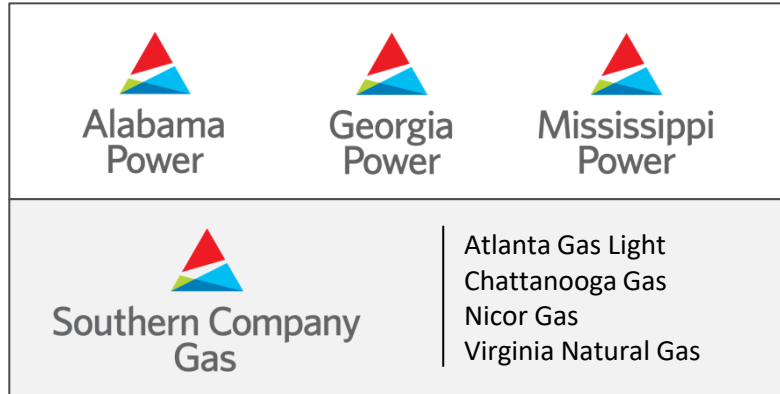 Alabama
Power
Georgia
Power
Mississippi
Power
Southern Company
Gas
Atlanta Gas Light
Chattanooga Gas
Nicor Gas
Virginia Natural Gas